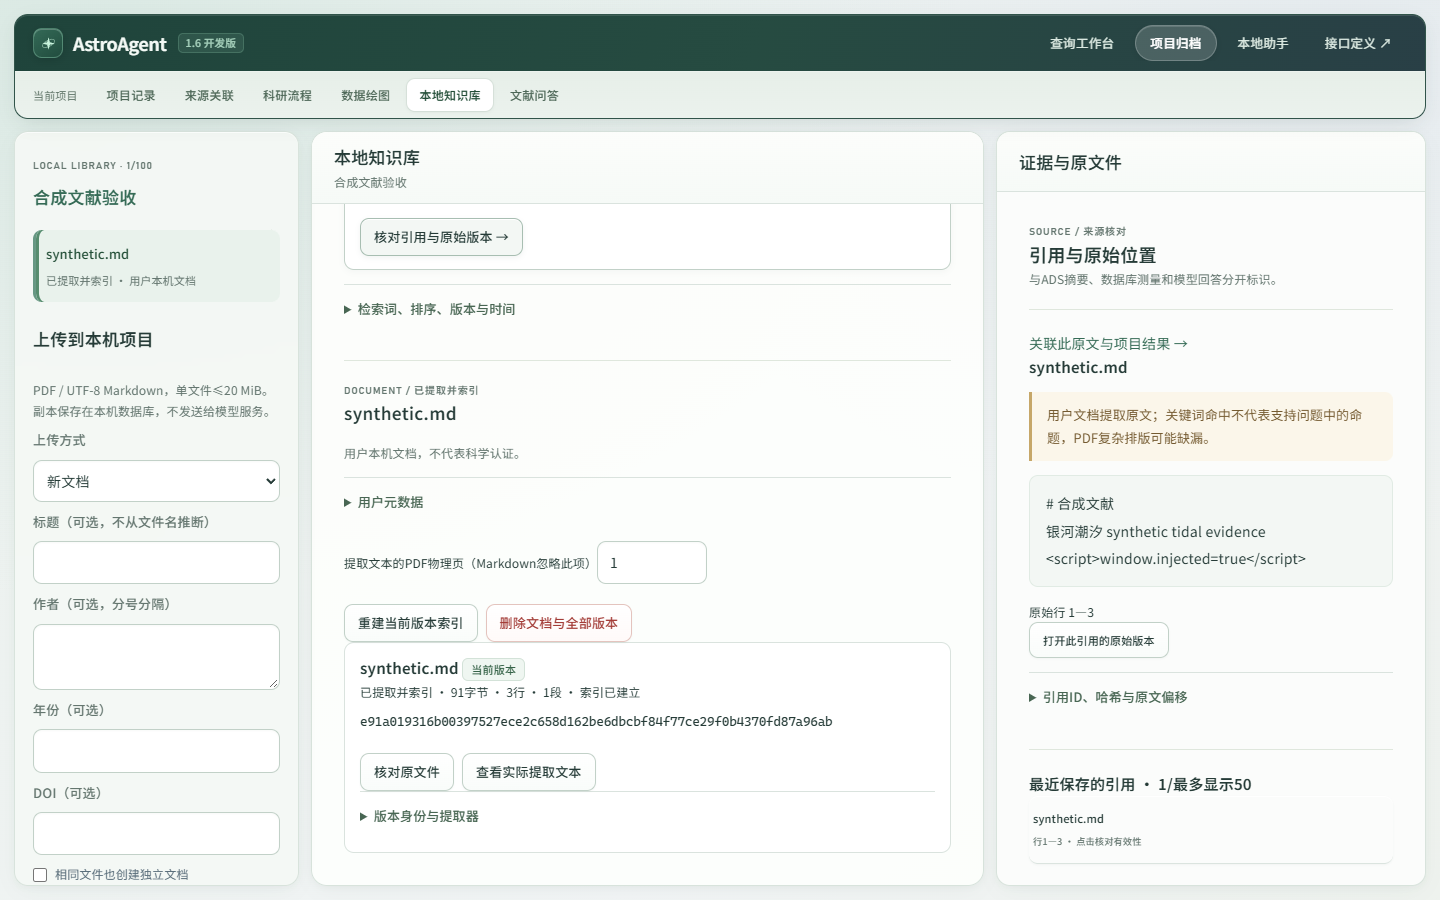 AstroAgent
1.6 开发版
查询工作台
项目归档
本地助手
接口定义 ↗
当前项目
项目记录
来源关联
科研流程
数据绘图
本地知识库
文献问答
LOCAL LIBRARY · 1/100
合成文献验收
synthetic.md
已提取并索引 · 用户本机文档
上传到本机项目
PDF / UTF-8 Markdown，单文件≤20 MiB。
副本保存在本机数据库，不发送给模型服务。
上传方式
新文档
标题（可选，不从文件名推断）
作者（可选，分号分隔）
年份（可选）
DOI（可选）
相同文件也创建独立文档
本地知识库
合成文献验收
核对引用与原始版本 →
▶ 检索词、排序、版本与时间
DOCUMENT / 已提取并索引
synthetic.md
用户本机文档，不代表科学认证。
▶ 用户元数据
提取文本的PDF物理页（Markdown忽略此项） 1
重建当前版本索引
删除文档与全部版本
synthetic.md 当前版本
已提取并索引 · 91字节 · 3行 · 1段 · 索引已建立
e91a019316b00397527ece2c658d162be6dbcbf84f77ce29f0b4370fd87a96ab
核对原文件
查看实际提取文本
▶ 版本身份与提取器
证据与原文件
SOURCE / 来源核对
引用与原始位置
与ADS摘要、数据库测量和模型回答分开标识。
关联此原文与项目结果 →
synthetic.md
用户文档提取原文；关键词命中不代表支持问题中的命
题，PDF复杂排版可能缺漏。
# 合成文献
银河潮汐 synthetic tidal evidence
&lt;script&gt;window.injected=true&lt;/script&gt;
原始行 1—3
打开此引用的原始版本
▶ 引用ID、哈希与原文偏移
最近保存的引用 · 1/最多显示50
synthetic.md
行1—3 · 点击核对有效性